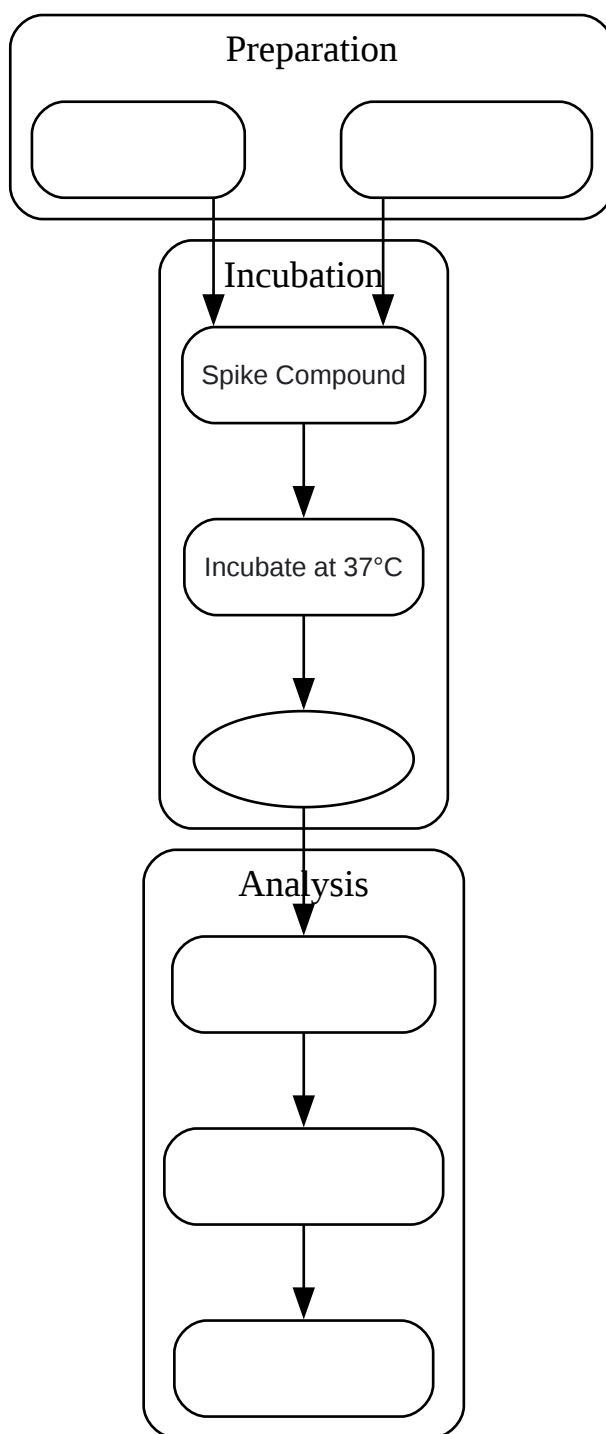 Preparation
Incubation
Spike Compound
Incubate at 37°C
Analysis